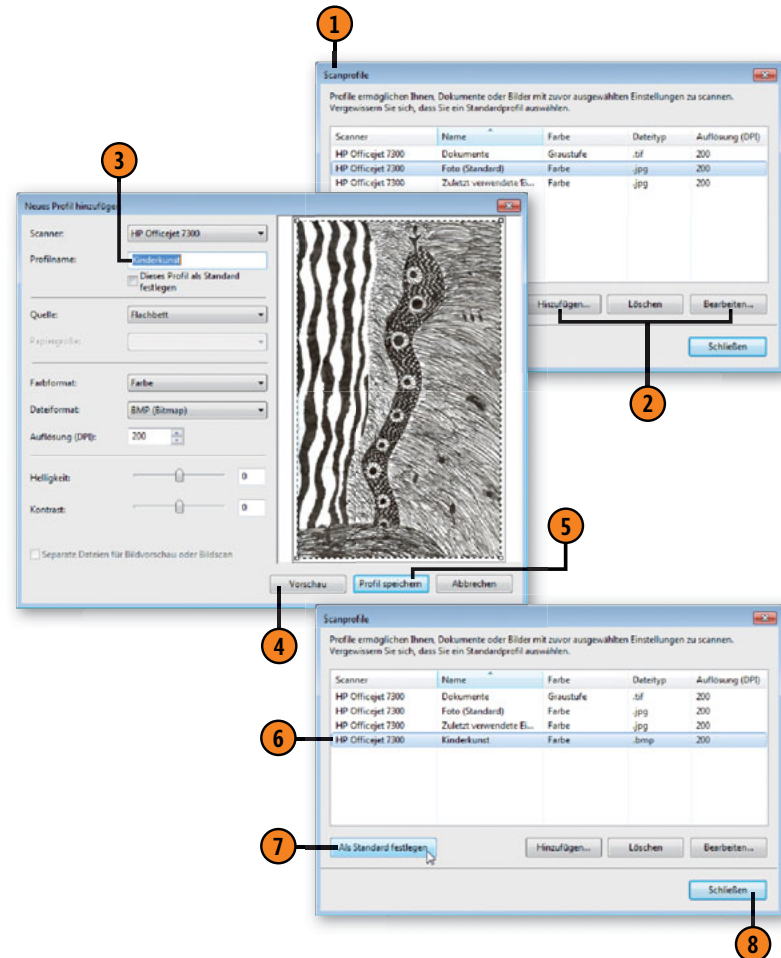 1
Scanprofile
Profile ermöglichen Ihnen, Dokumente oder Bilder mit zuvor ausgewählten Einstellungen zu scannen.
Vergewissern Sie sich, dass Sie ein Standardprofil auswählen.
Scanner Name Farbe Dateityp Auflösung (DPI)
HP Officejet 7300 Dokumente Graustufe .tif 200
HP Officejet 7300 Foto (Standard) Farbe .jpg 200
HP Officejet 7300 Zuletzt verwendete Ei... Farbe .jpg 200
Hinzufügen... Löschen Bearbeiten...
2
Schließen
3
Neues Profil hinzufügen
Scanner: HP Officejet 7300
Profilname: Kinderkunst
Dieses Profil als Standard
festlegen
Quelle: Flachbett
Papiergröße:
Farbformat: Farbe
Dateiformat: BMP (Bitmap)
Auflösung (DPI): 200
Helligkeit: 0
Kontrast: 0
Separate Dateien für Bildvorschau oder Bildscan
Vorschau Profil speichern Abbrechen
4
5
Scanprofile
Profile ermöglichen Ihnen, Dokumente oder Bilder mit zuvor ausgewählten Einstellungen zu scannen.
Vergewissern Sie sich, dass Sie ein Standardprofil auswählen.
Scanner Name Farbe Dateityp Auflösung (DPI)
HP Officejet 7300 Dokumente Graustufe .tif 200
HP Officejet 7300 Foto (Standard) Farbe .jpg 200
HP Officejet 7300 Zuletzt verwendete Ei... Farbe .jpg 200
6
HP Officejet 7300 Kinderkunst Farbe .bmp 200
7
Als Standard festlegen Hinzufügen... Löschen Bearbeiten...
Schließen
8